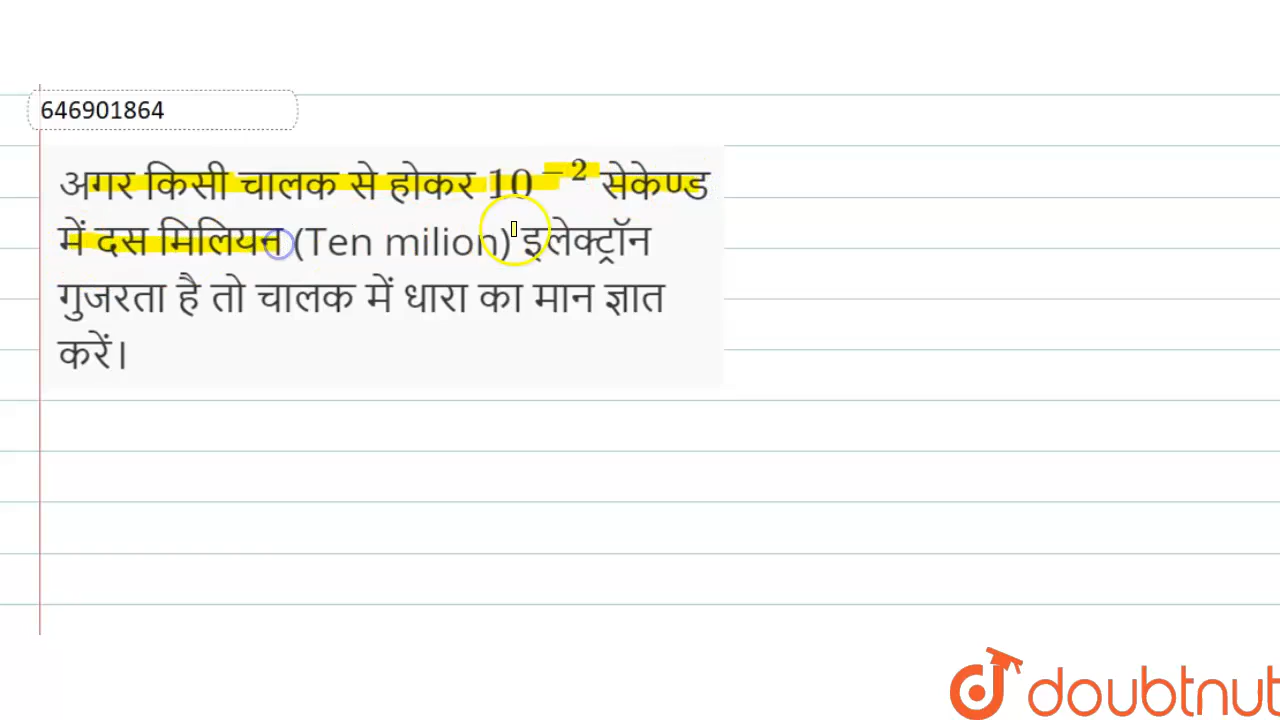 646901864
अगर किसी चालक से होकर 10⁻² सेकेण्ड
में दस मिलियन (Ten milion) इलेक्ट्रॉन
गुजरता है तो चालक में धारा का मान ज्ञात
करें।
doubtnut